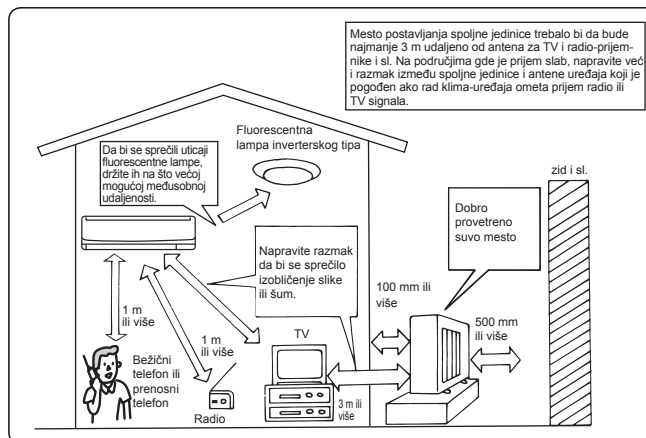 Mesto postavljanja spoljne jedinice trebalo bi da bude
najmanje 3 m udaljeno od antena za TV i radio-prijem-
nike i sl. Na područjima gde je prijem slab, napravite već
i razmak između spoljne jedinice i antene uređaja koji je
pogođen ako rad klima-uređaja ometa prijem radio ili
TV signala.
Fluorescentna
lampa inverterskog tipa
Da bi se sprečili uticaji
fluorescentne lampe,
držite ih na što većoj
mogućoj međusobnoj
udaljenosti.
zid i sl.
Dobro
provetreno
suvo mesto
Napravite razmak
da bi se sprečilo
izobličenje slike
ili šum.
100 mm ili
više
500 mm
ili više
1 m
ili više
1 m
ili više
TV
Bežični
telefon ili
prenosni
telefon
Radio
3 m ili
više